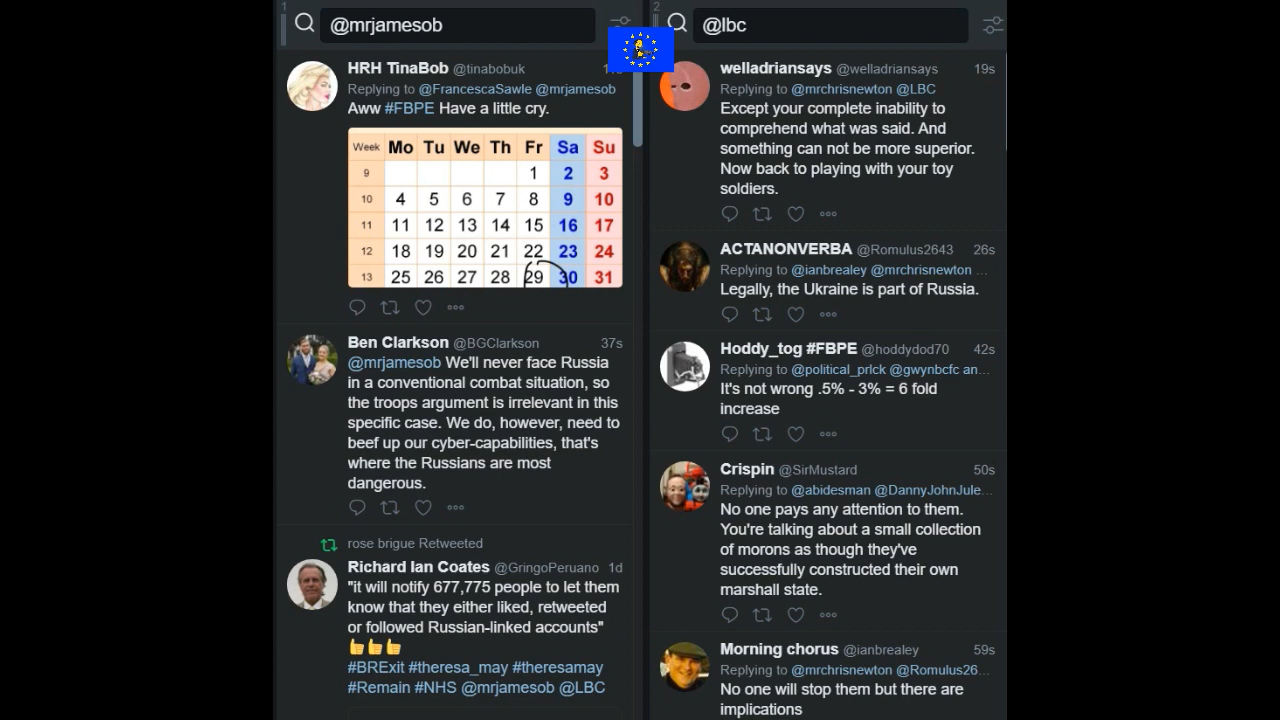 1
@mrjamesob
HRH TinaBob @tinabobuk
Replying to @FrancescaSawle @mrjamesob
Aww #FBPE Have a little cry.
Week Mo Tu We Th Fr Sa Su
9 1 2 3
10 4 5 6 7 8 9 10
11 11 12 13 14 15 16 17
12 18 19 20 21 22 23 24
13 25 26 27 28 29 30 31
Ben Clarkson @BGClarkson 37s
@mrjamesob We'll never face Russia
in a conventional combat situation, so
the troops argument is irrelevant in this
specific case. We do, however, need to
beef up our cyber-capabilities, that's
where the Russians are most
dangerous.
rose brigue Retweeted
Richard Ian Coates @GringoPeruano 1d
"it will notify 677,775 people to let them
know that they either liked, retweeted
or followed Russian-linked accounts"
👍👍👍
#BRExit #theresa_may #theresamay
#Remain #NHS @mrjamesob @LBC
2
@lbc
welladriansays @welladriansays 19s
Replying to @mrchrisnewton @LBC
Except your complete inability to
comprehend what was said. And
something can not be more superior.
Now back to playing with your toy
soldiers.
ACTANONVERBA @Romulus2643 26s
Replying to @ianbrealey @mrchrisnewton ...
Legally, the Ukraine is part of Russia.
Hoddy_tog #FBPE @hoddydod70 42s
Replying to @political_prlck @gwynbcfc an...
It's not wrong .5% - 3% = 6 fold
increase
Crispin @SirMustard 50s
Replying to @abidesman @DannyJohnJule...
No one pays any attention to them.
You're talking about a small collection
of morons as though they've
successfully constructed their own
marshall state.
Morning chorus @ianbrealey 59s
Replying to @mrchrisnewton @Romulus26...
No one will stop them but there are
implications